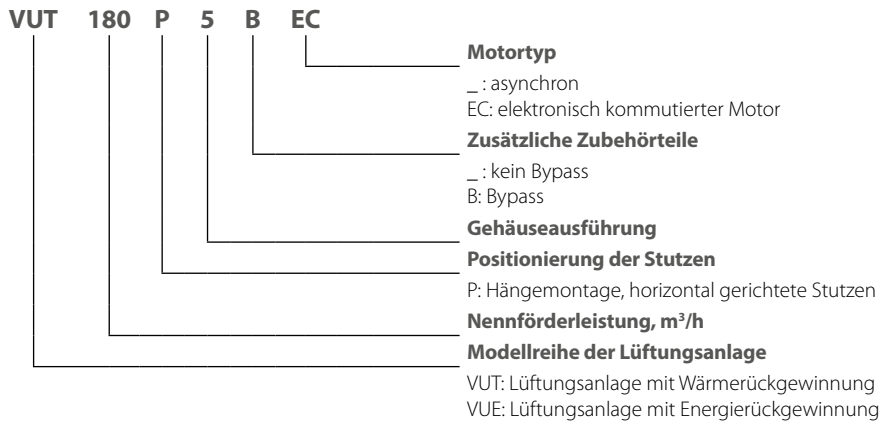 VUT 180 P 5 B EC
Motortyp
_ : asynchron
EC: elektronisch kommutierter Motor
Zusätzliche Zubehörteile
_ : kein Bypass
B: Bypass
Gehäuseausführung
Positionierung der Stutzen
P: Hängemontage, horizontal gerichtete Stutzen
Nennförderleistung, m³/h
Modellreihe der Lüftungsanlage
VUT: Lüftungsanlage mit Wärmerückgewinnung
VUE: Lüftungsanlage mit Energierückgewinnung